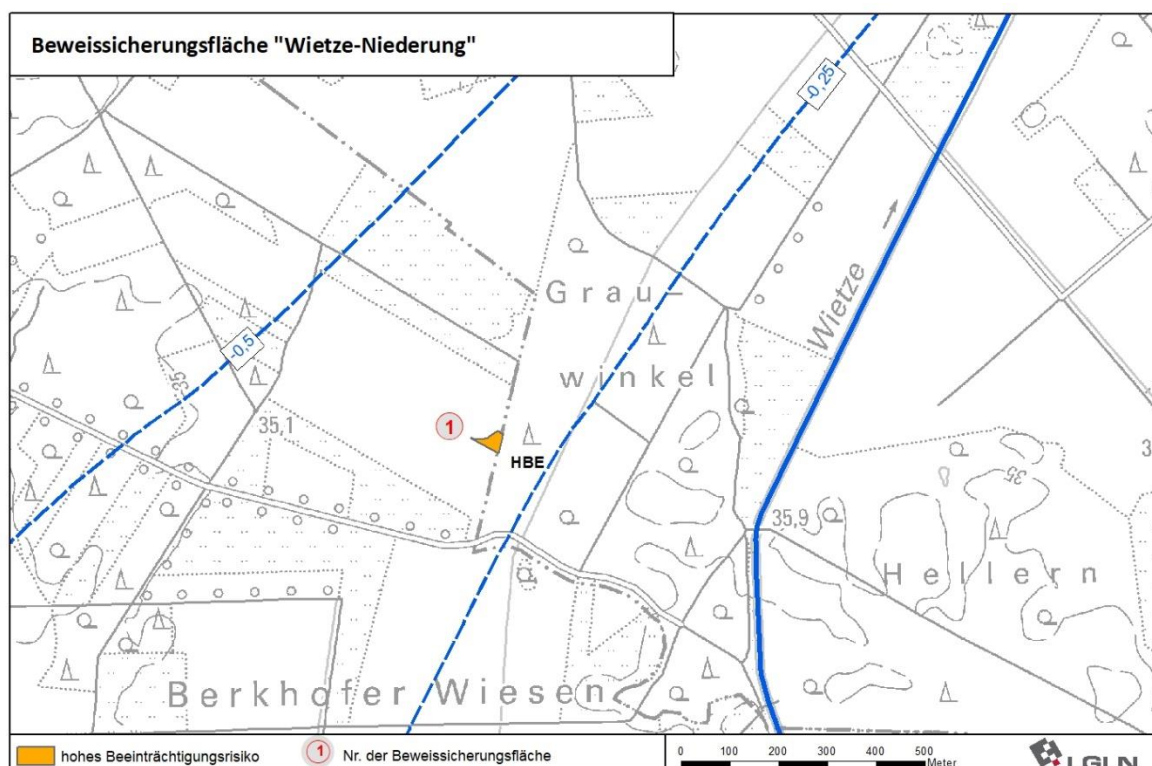 Beweissicherungsfläche "Wietze-Niederung"
-0,25
Wietze
Grau-
winkel
-0,5
35
35,1
1
HBE
35,9
35
3
Hellern
Berkhofer Wiesen
hohes Beeinträchtigungsrisiko
1 Nr. der Beweissicherungsfläche
0 100 200 300 400 500
Meter
LGLN